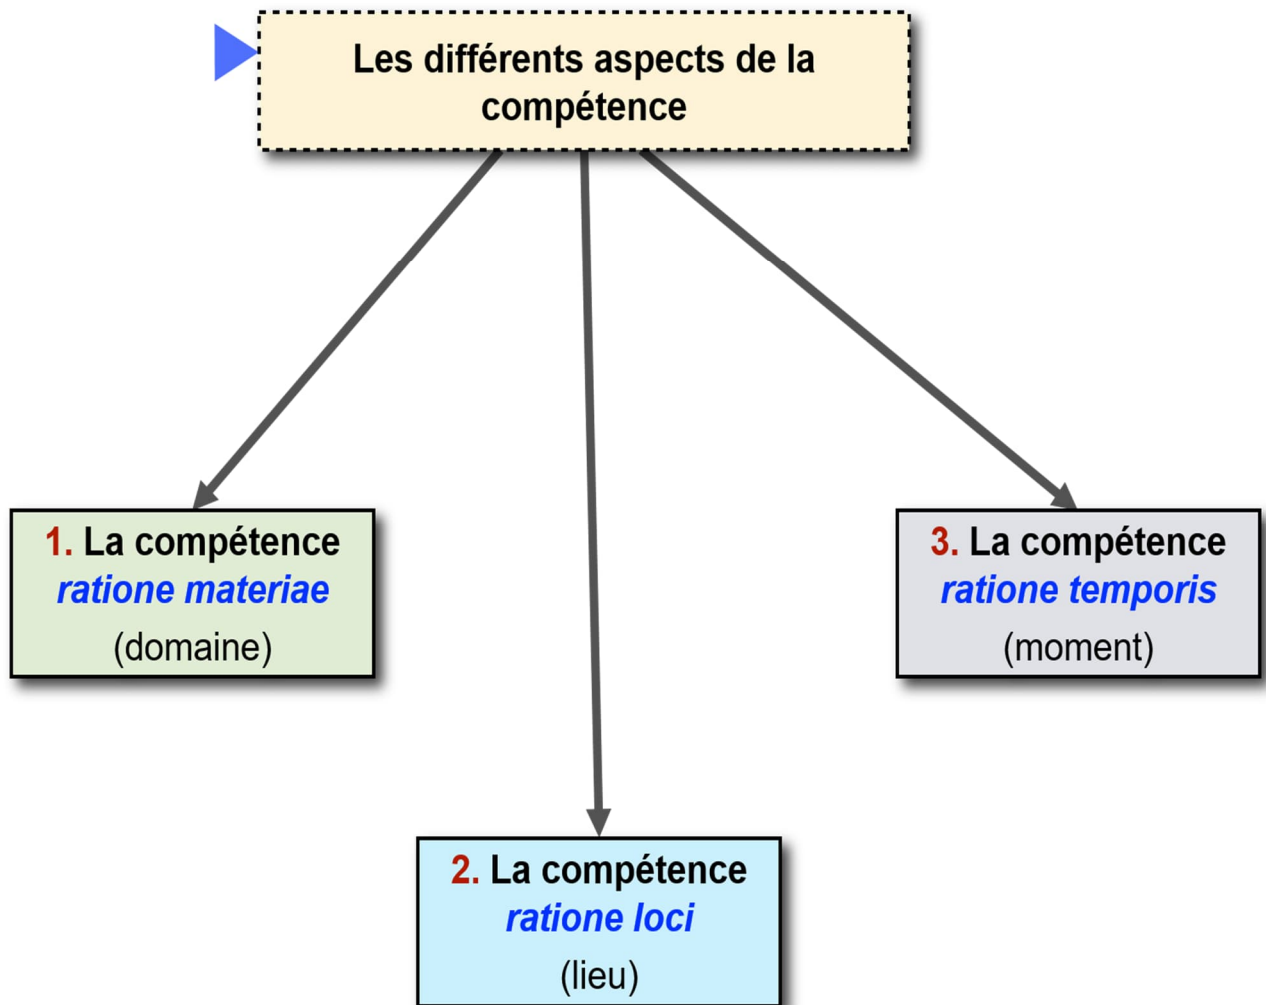 Les différents aspects de la
compétence
1. La compétence
ratione materiae
(domaine)
2. La compétence
ratione loci
(lieu)
3. La compétence
ratione temporis
(moment)